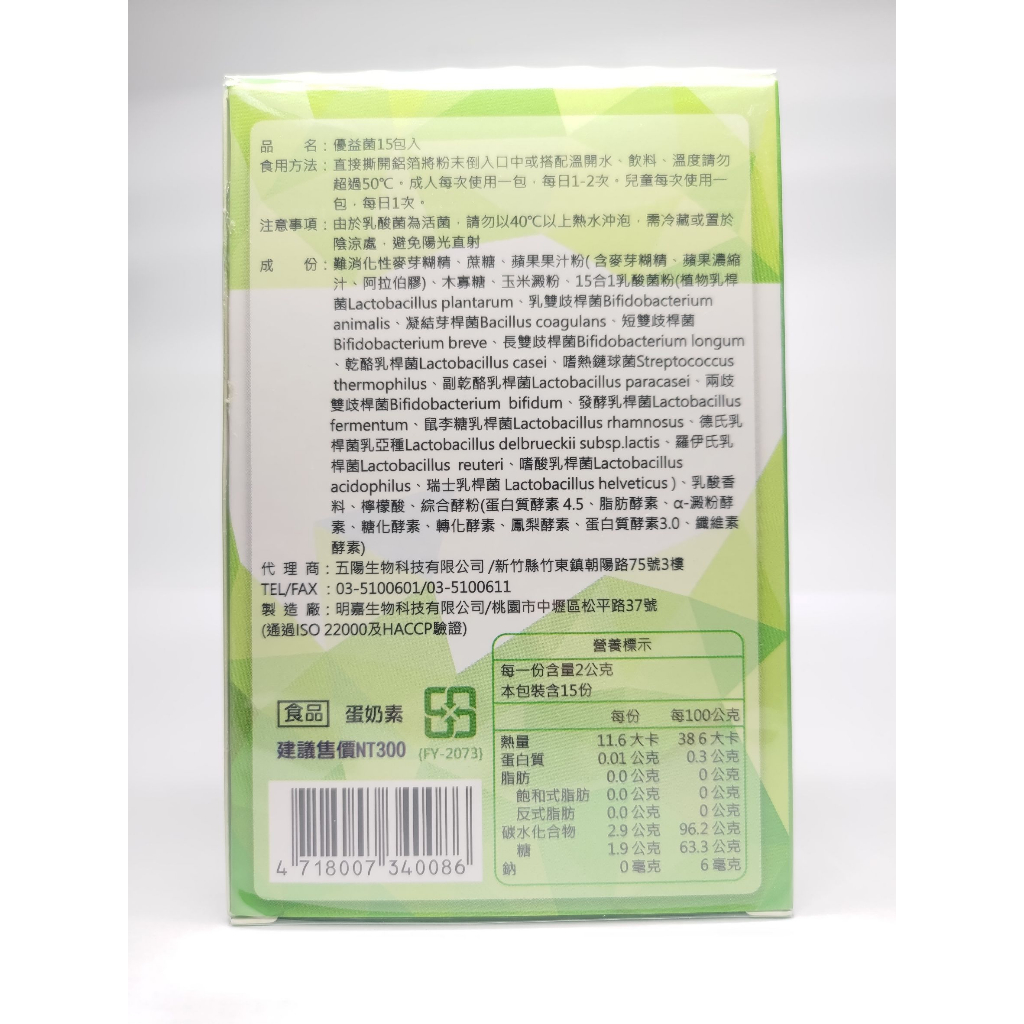 品　　名：優益菌15包入
食用方法：直接撕開鋁箔將粉末倒入口中或搭配溫開水、飲料、溫度請勿
超過50℃。成人每次使用一包，每日1-2次。兒童每次使用一
包，每日1次。
注意事項：由於乳酸菌為活菌，請勿以40℃以上熱水沖泡，需冷藏或置於
陰涼處，避免陽光直射
成　　份：難消化性麥芽糊精、蔗糖、蘋果果汁粉(含麥芽糊精、蘋果濃縮
汁、阿拉伯膠)、木寡糖、玉米澱粉、15合1乳酸菌粉(植物乳桿
菌Lactobacillus plantarum、乳雙歧桿菌Bifidobacterium
animalis、凝結芽桿菌Bacillus coagulans、短雙歧桿菌
Bifidobacterium breve、長雙歧桿菌Bifidobacterium longum
、乾酪乳桿菌Lactobacillus casei、嗜熱鏈球菌Streptococcus
thermophilus、副乾酪乳桿菌Lactobacillus paracasei、兩歧
雙歧桿菌Bifidobacterium bifidum、發酵乳桿菌Lactobacillus
fermentum、鼠李糖乳桿菌Lactobacillus rhamnosus、德氏乳
桿菌乳亞種Lactobacillus delbrueckii subsp.lactis、羅伊氏乳
桿菌Lactobacillus reuteri、嗜酸乳桿菌Lactobacillus
acidophilus、瑞士乳桿菌 Lactobacillus helveticus)、乳酸香
料、檸檬酸、綜合酵粉(蛋白質酵素 4.5、脂肪酵素、α-澱粉酵
素、糖化酵素、轉化酵素、鳳梨酵素、蛋白質酵素3.0、纖維素
酵素)
代 理 商：五陽生物科技有限公司/新竹縣竹東鎮朝陽路75號3樓
TEL/FAX ：03-5100601/03-5100611
製 造 廠：明嘉生物科技有限公司/桃園市中壢區松平路37號
(通過ISO 22000及HACCP驗證)
營養標示
每一份含量2公克
本包裝含15份
每份 每100公克
熱量 11.6 大卡 38 6 大卡
蛋白質 0.01 公克 0.3 公克
脂肪 0.0 公克 0 公克
飽和式脂肪 0.0 公克 0 公克
反式脂肪 0.0 公克 0 公克
碳水化合物 2.9 公克 96.2 公克
糖 1.9 公克 63.3 公克
鈉 0 毫克 6 毫克
食品 蛋奶素
建議售價NT300 (FY-2073)
4 718007 340086